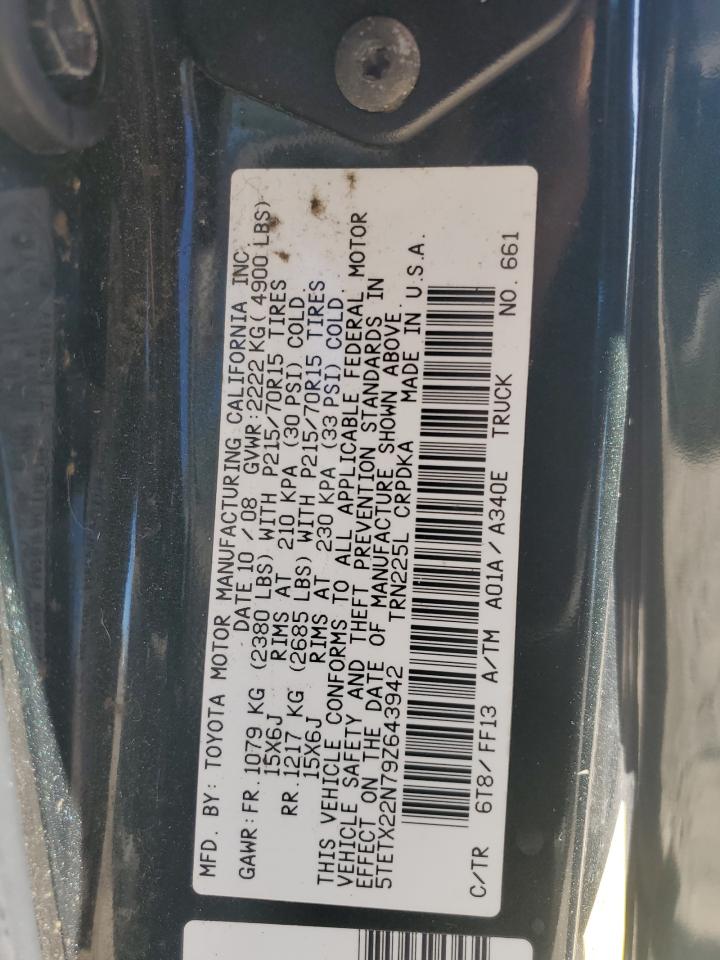 MFD. BY: TOYOTA MOTOR MANUFACTURING CALIFORNIA INC.
DATE 10 / 08 GVWR: 2222 KG ( 4900 LBS)
GAWR: FR. 1079 KG (2380 LBS) WITH P215/70R15 TIRES
15X6J RIMS AT 210 KPA (30 PSI) COLD.
RR. 1217 KG (2685 LBS) WITH P215/70R15 TIRES
15X6J RIMS AT 230 KPA (33 PSI) COLD.
THIS VEHICLE CONFORMS TO ALL APPLICABLE FEDERAL MOTOR
VEHICLE SAFETY AND THEFT PREVENTION STANDARDS IN
EFFECT ON THE DATE OF MANUFACTURE SHOWN ABOVE.
5TETX22N79Z643942 TRN225L CRPDKA MADE IN U.S.A.
C/TR 6T8/FF13 A/TM A01A/A340E TRUCK NO. 661